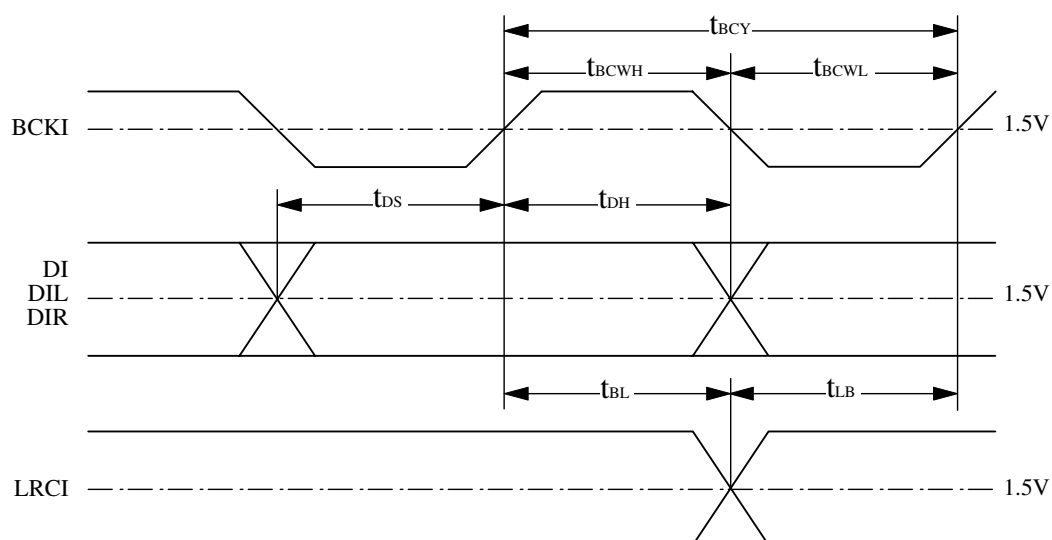 tBCY
tBCWH tBCWL
BCKI 1.5V
tDS tDH
DI
DIL 1.5V
DIR
tBL tLB
LRCI 1.5V